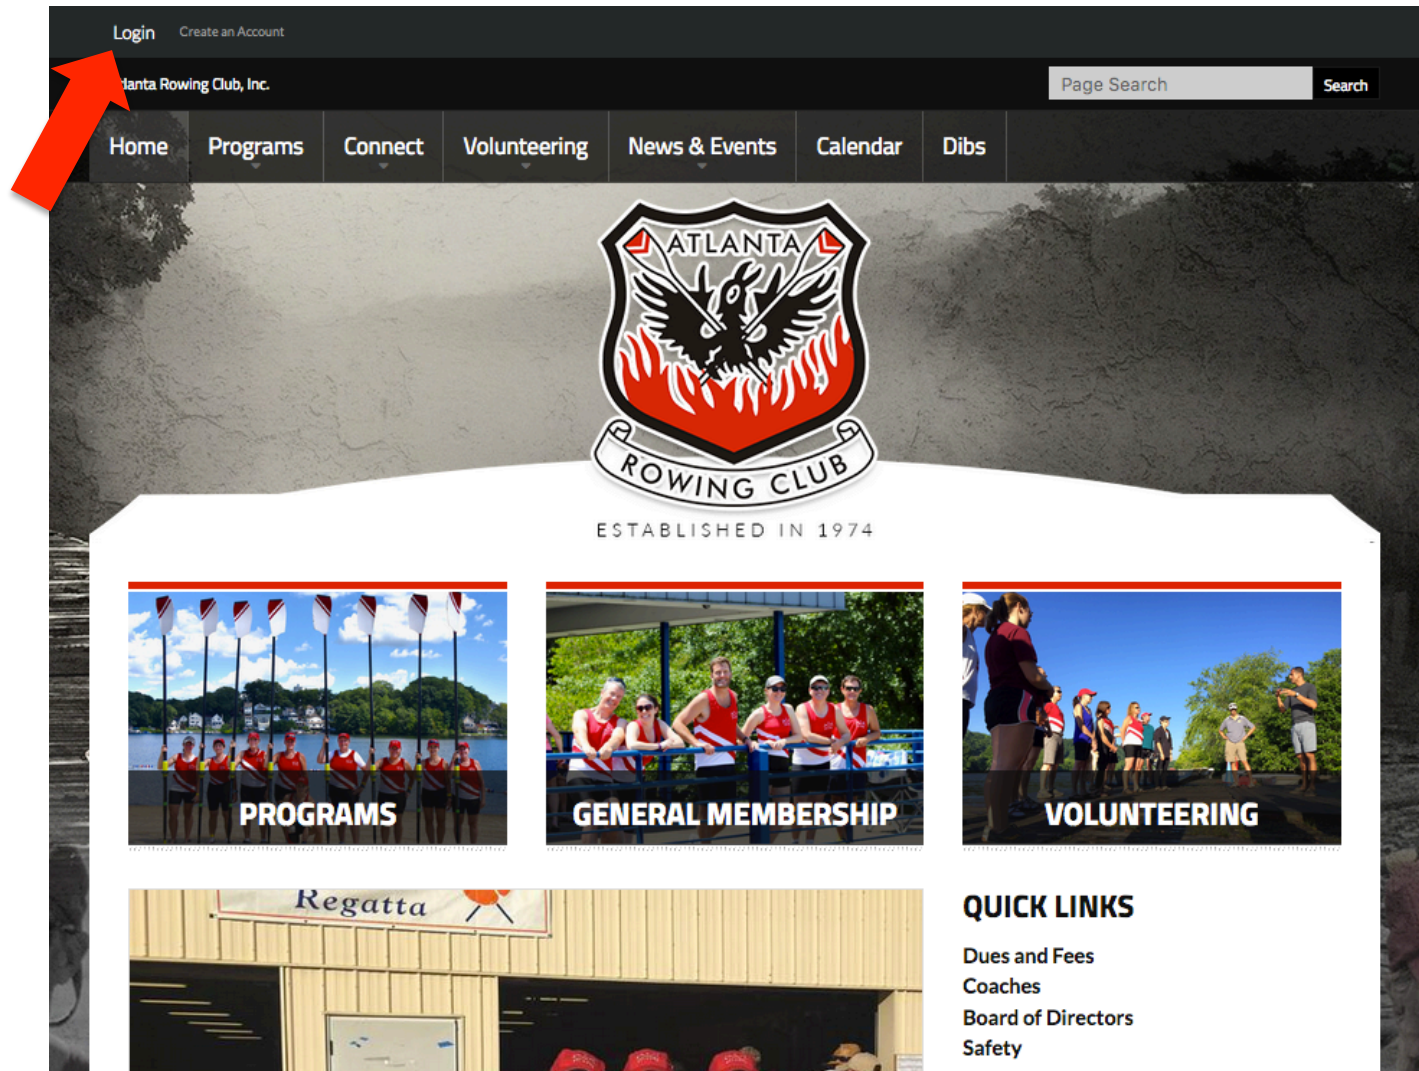 Login Create an Account
lanta Rowing Club, Inc.
Page Search Search
Home Programs Connect Volunteering News & Events Calendar Dibs
ATLANTA
ROWING CLUB
ESTABLISHED IN 1974
PROGRAMS
GENERAL MEMBERSHIP
VOLUNTEERING
Regatta
QUICK LINKS
Dues and Fees
Coaches
Board of Directors
Safety